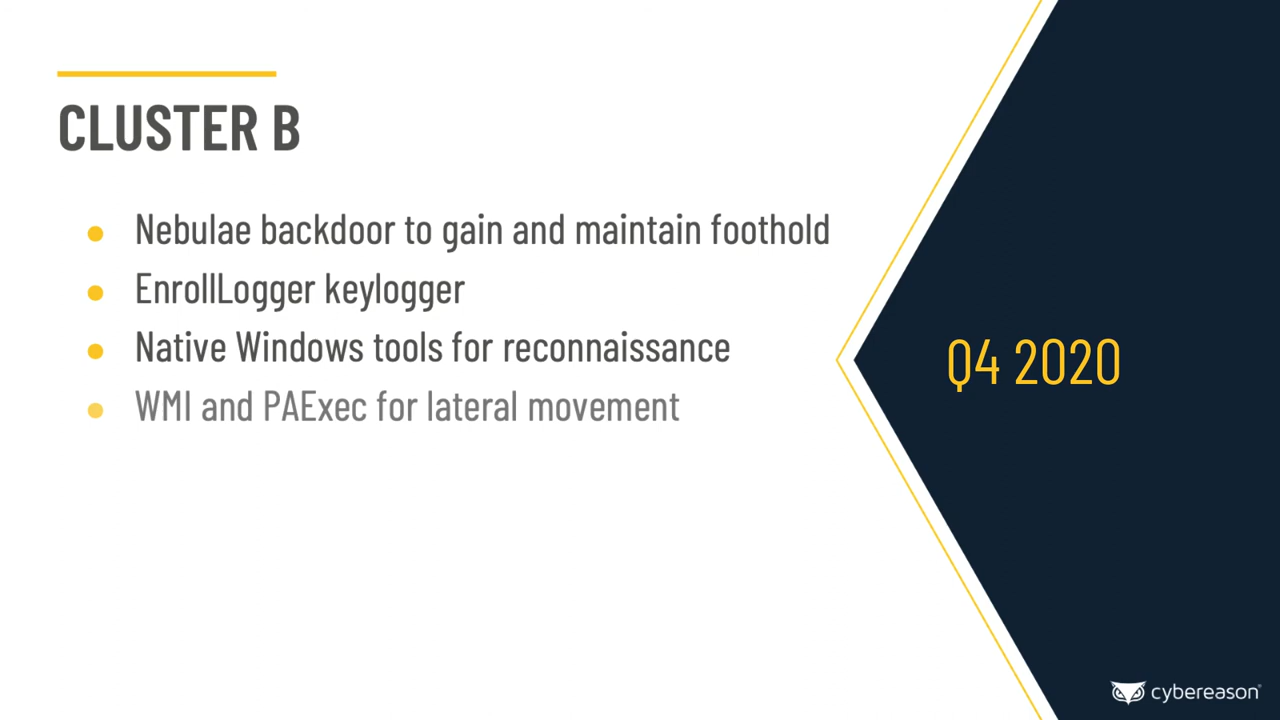 CLUSTER B
● Nebulae backdoor to gain and maintain foothold
● EnrollLogger keylogger
● Native Windows tools for reconnaissance
● WMI and PAExec for lateral movement
Q4 2020
cybereason®